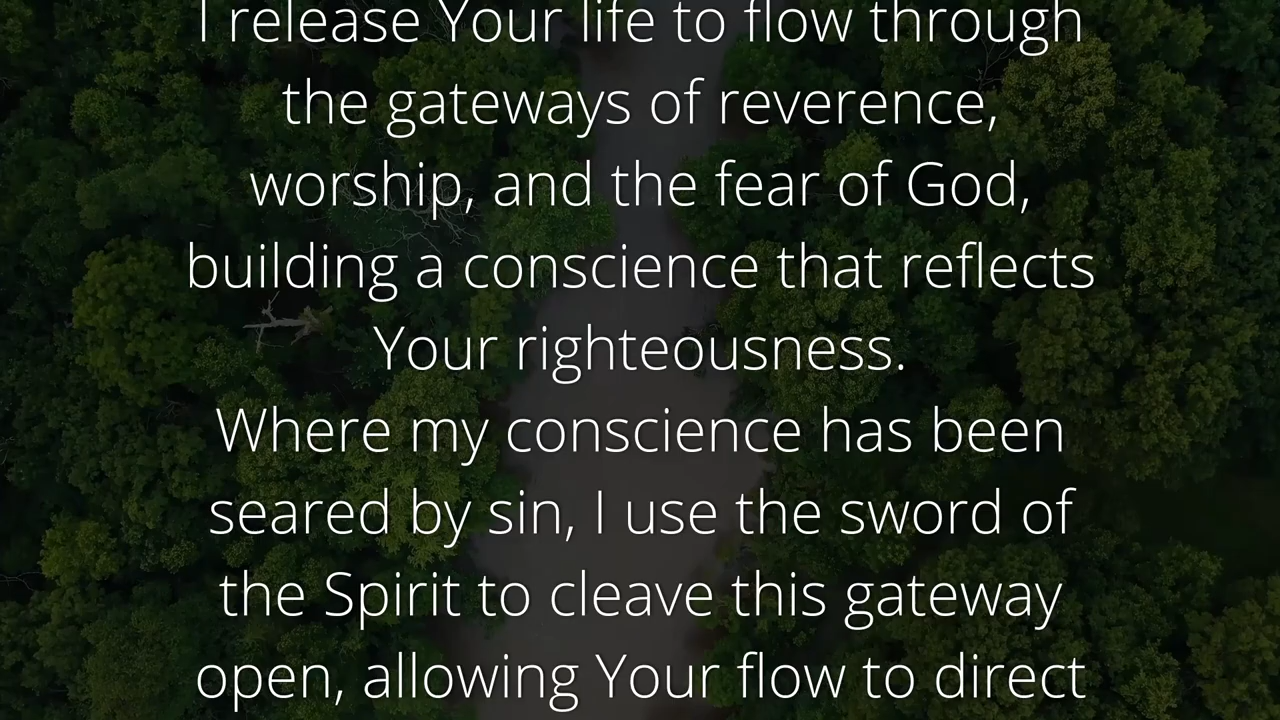 I release Your life to flow through
the gateways of reverence,
worship, and the fear of God,
building a conscience that reflects
Your righteousness.
Where my conscience has been
seared by sin, I use the sword of
the Spirit to cleave this gateway
open, allowing Your flow to direct